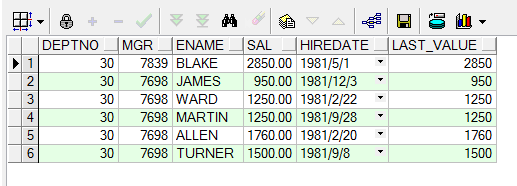 DEPTNO MGR ENAME SAL HIREDATE LAST_VALUE
1 30 7839 BLAKE 2850.00 1981/5/1 2850
2 30 7698 JAMES 950.00 1981/12/3 950
3 30 7698 WARD 1250.00 1981/2/22 1250
4 30 7698 MARTIN 1250.00 1981/9/28 1250
5 30 7698 ALLEN 1760.00 1981/2/20 1760
6 30 7698 TURNER 1500.00 1981/9/8 1500